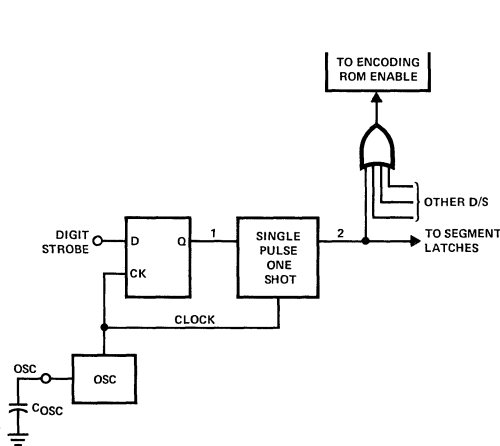 TO ENCODING
ROM ENABLE
OTHER D/S
DIGIT
STROBE
D
Q
1
SINGLE
PULSE
ONE
SHOT
2
TO SEGMENT
LATCHES
CK
CLOCK
OSC
OSC
COSC